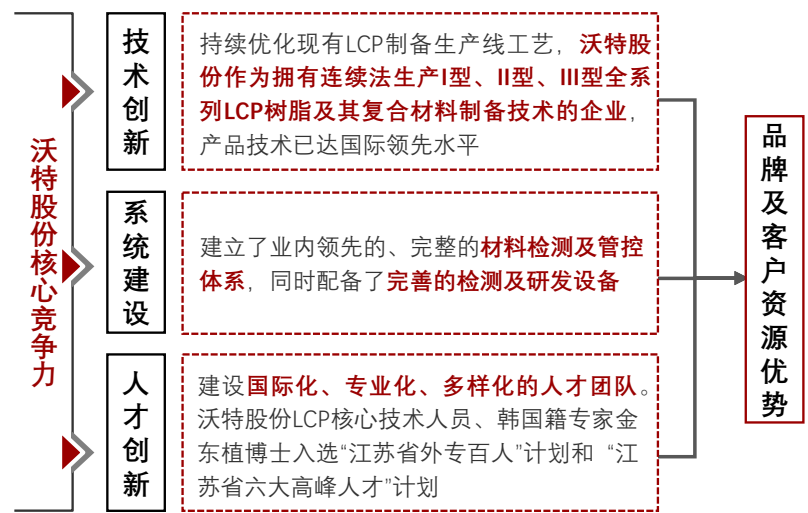 沃特股份核心竞争力
技术创新
持续优化现有LCP制备生产线工艺，沃特股
份作为拥有连续法生产I型、II型、III型全系
列LCP树脂及其复合材料制备技术的企业，
产品技术已达国际领先水平
系统建设
建立了业内领先的、完整的材料检测及管控
体系，同时配备了完善的检测及研发设备
人才创新
建设国际化、专业化、多样化的人才团队。
沃特股份LCP核心技术人员、韩国籍专家金
东植博士入选“江苏省外专百人”计划和 “江
苏省六大高峰人才”计划
品牌及客户资源优势